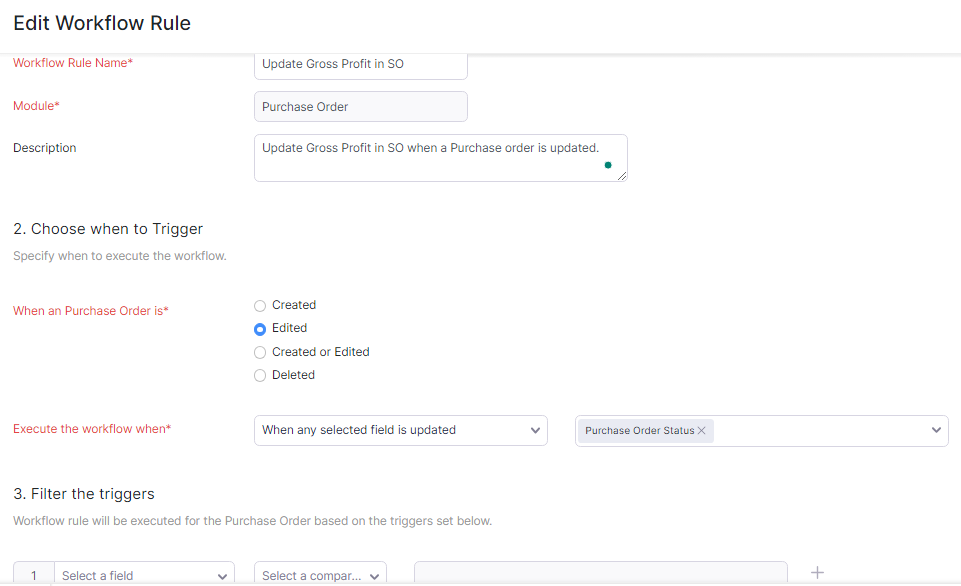 Edit Workflow Rule
Workflow Rule Name* Update Gross Profit in SO
Module* Purchase Order
Description Update Gross Profit in SO when a Purchase order is updated.
2. Choose when to Trigger
Specify when to execute the workflow.
When an Purchase Order is* Created
Edited
Created or Edited
Deleted
Execute the workflow when* When any selected field is updated Purchase Order Status
3. Filter the triggers
Workflow rule will be executed for the Purchase Order based on the triggers set below.
1 Select a field Select a compar...